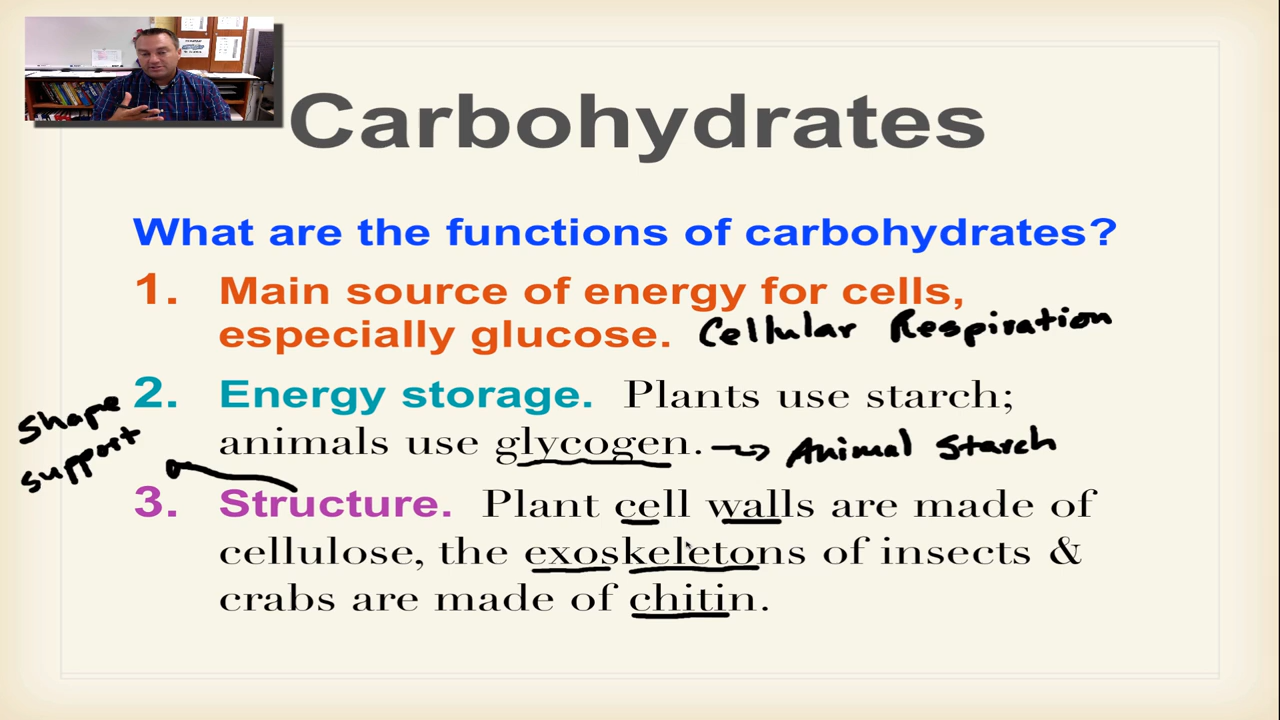 Carbohydrates
What are the functions of carbohydrates?
1. Main source of energy for cells,
especially glucose. Cellular Respiration
2. Energy storage. Plants use starch;
animals use glycogen. → Animal Starch
shape
support
3. Structure. Plant cell walls are made of
cellulose, the exoskeletons of insects &
crabs are made of chitin.